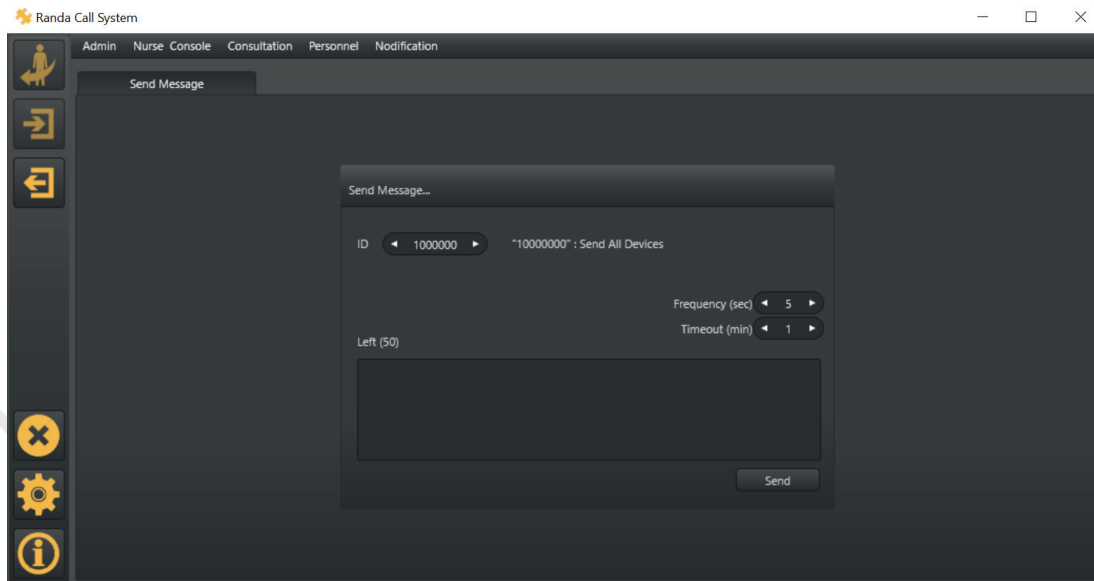 Randa Call System
Admin Nurse Console Consultation Personnel Nodification
Send Message
Send Message...
ID 1000000 "10000000" : Send All Devices
Frequency (sec) 5
Timeout (min) 1
Left (50)
Send